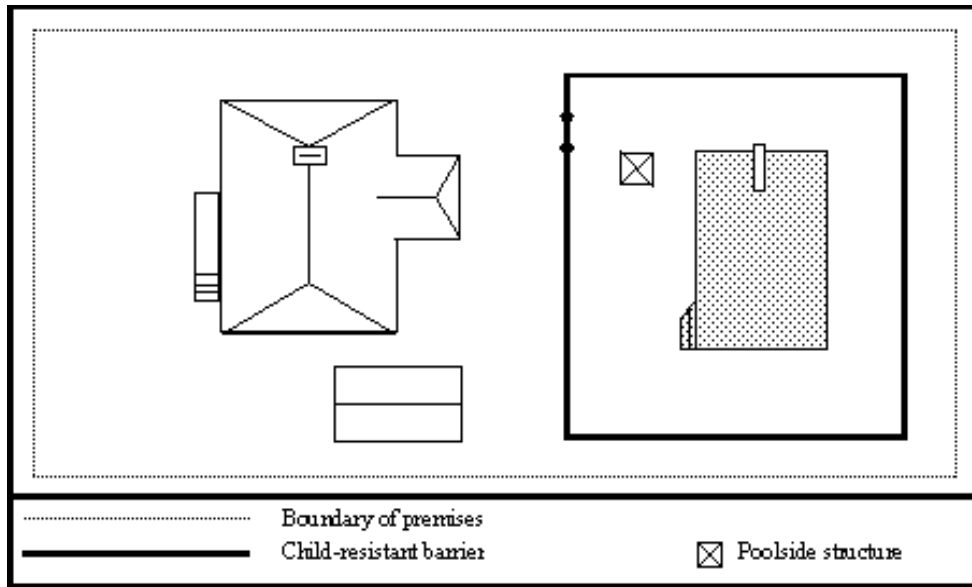 Boundary of premises
Child-resistant barrier
Poolside structure